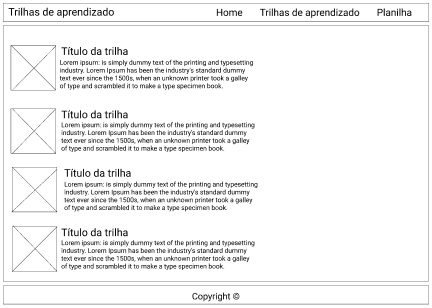 Trilhas de aprendizado
Home Trilhas de aprendizado Planilha
Título da trilha
Lorem ipsum: is simply dummy text of the printing and typesetting
industry. Lorem Ipsum has been the industry's standard dummy
text ever since the 1500s, when an unknown printer took a galley
of type and scrambled it to make a type specimen book.
Título da trilha
Lorem ipsum: is simply dummy text of the printing and typesetting
industry. Lorem Ipsum has been the industry's standard dummy
text ever since the 1500s, when an unknown printer took a galley
of type and scrambled it to make a type specimen book.
Título da trilha
Lorem ipsum: is simply dummy text of the printing and typesetting
industry. Lorem Ipsum has been the industry's standard dummy
text ever since the 1500s, when an unknown printer took a galley
of type and scrambled it to make a type specimen book.
Título da trilha
Lorem ipsum: is simply dummy text of the printing and typesetting
industry. Lorem Ipsum has been the industry's standard dummy
text ever since the 1500s, when an unknown printer took a galley
of type and scrambled it to make a type specimen book.
Copyright ©